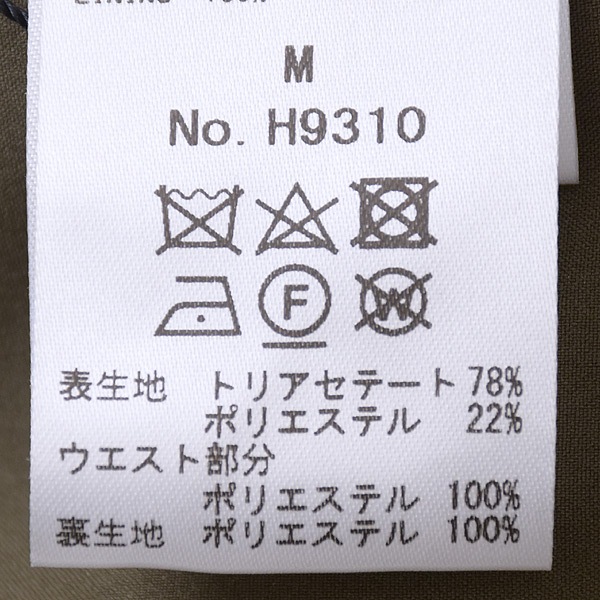 M
No. H9310
F
W
表生地 トリアセテート 78%
ポリエステル 22%
ウエスト部分
ポリエステル 100%
裏生地 ポリエステル 100%